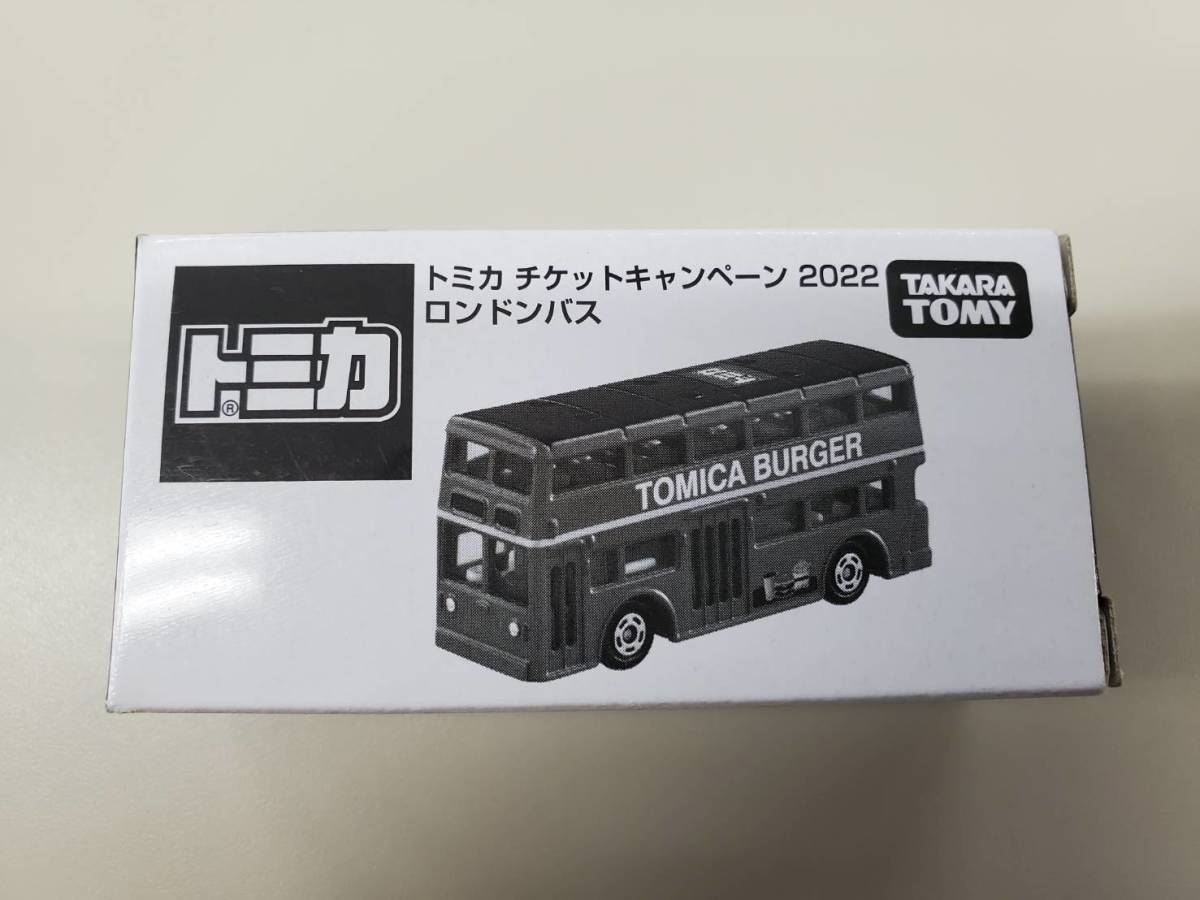 トミカ
®
トミカ チケットキャンペーン 2022
ロンドンバス
TAKARA
TOMY
TOMICA BURGER